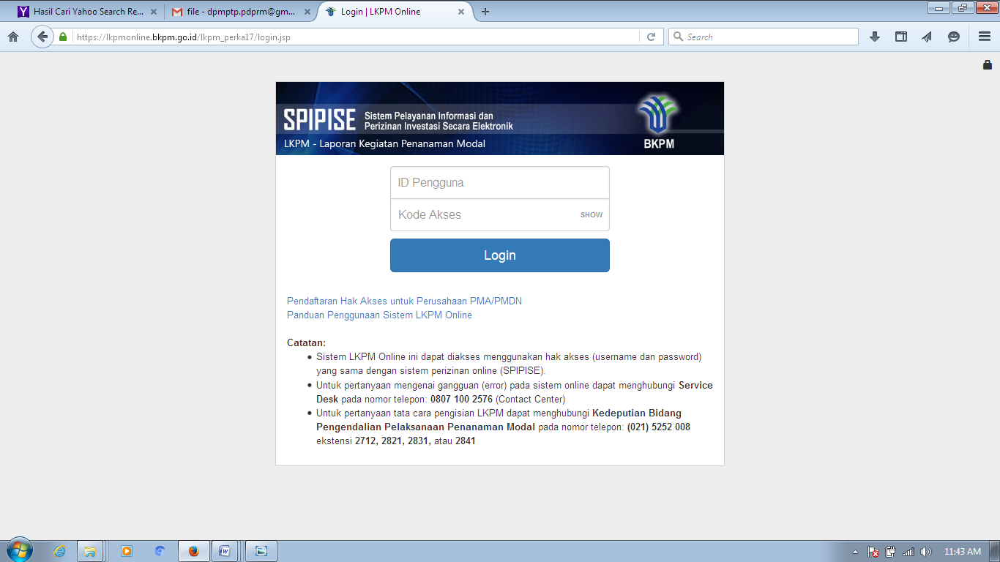 Hasil Cari Yahoo Search Re...
file - dpmptp.pdprm@gm...
Login | LKPM Online
https://lkpmonline.bkpm.go.id/lkpm_perka17/login.jsp
Search
SPIPISE
Sistem Pelayanan Informasi dan
Perizinan Investasi Secara Elektronik
LKPM - Laporan Kegiatan Penanaman Modal
BKPM
ID Pengguna
Kode Akses
SHOW
Login
Pendaftaran Hak Akses untuk Perusahaan PMA/PMDN
Panduan Penggunaan Sistem LKPM Online
Catatan:
Sistem LKPM Online ini dapat diakses menggunakan hak akses (username dan password)
yang sama dengan sistem perizinan online (SPIPISE).
Untuk pertanyaan mengenai gangguan (error) pada sistem online dapat menghubungi Service
Desk pada nomor telepon: 0807 100 2576 (Contact Center)
Untuk pertanyaan tata cara pengisian LKPM dapat menghubungi Kedeputian Bidang
Pengendalian Pelaksanaan Penanaman Modal pada nomor telepon: (021) 5252 008
ekstensi 2712, 2821, 2831, atau 2841
11:43 AM